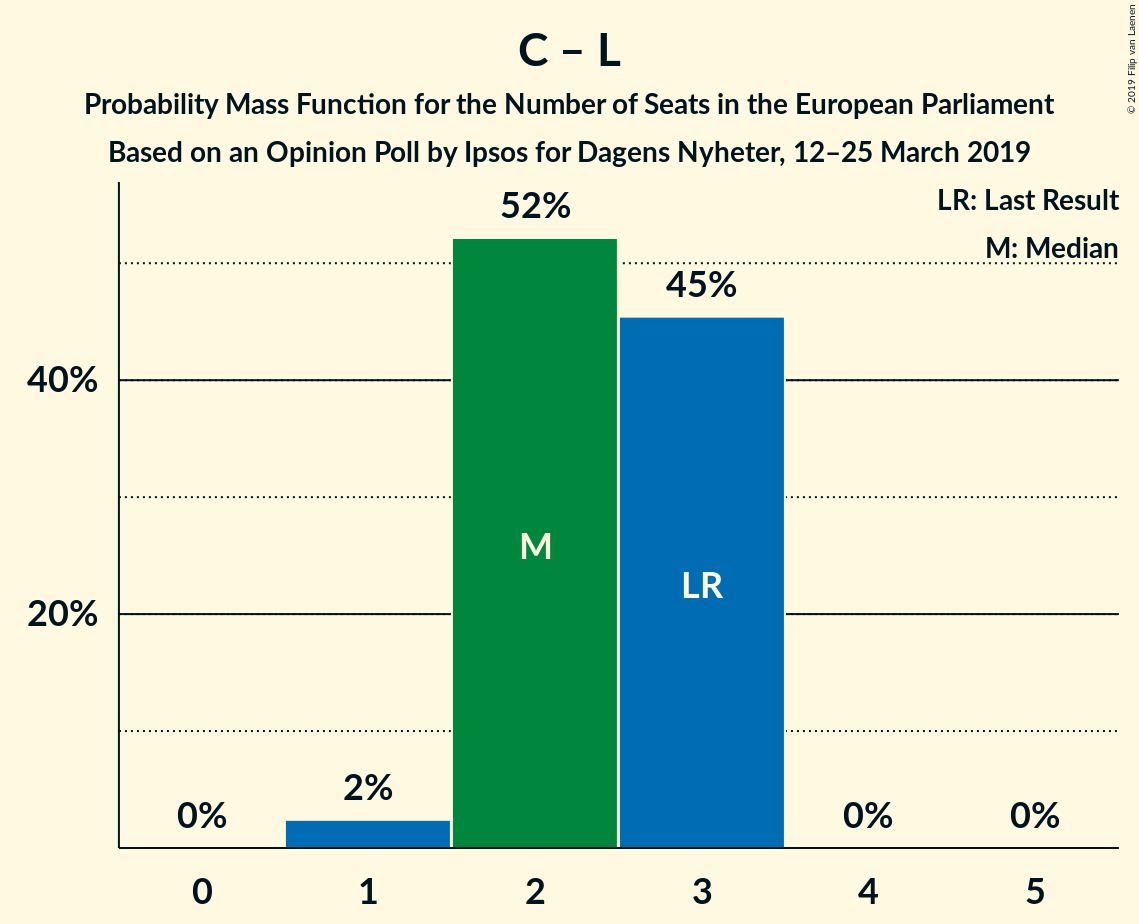 C – L
Probability Mass Function for the Number of Seats in the European Parliament
Based on an Opinion Poll by Ipsos for Dagens Nyheter, 12–25 March 2019
© 2019 Filip van Laenen
LR: Last Result
M: Median
52%
45%
40%
M
LR
20%
2%
0%
0%
0%
0
1
2
3
4
5